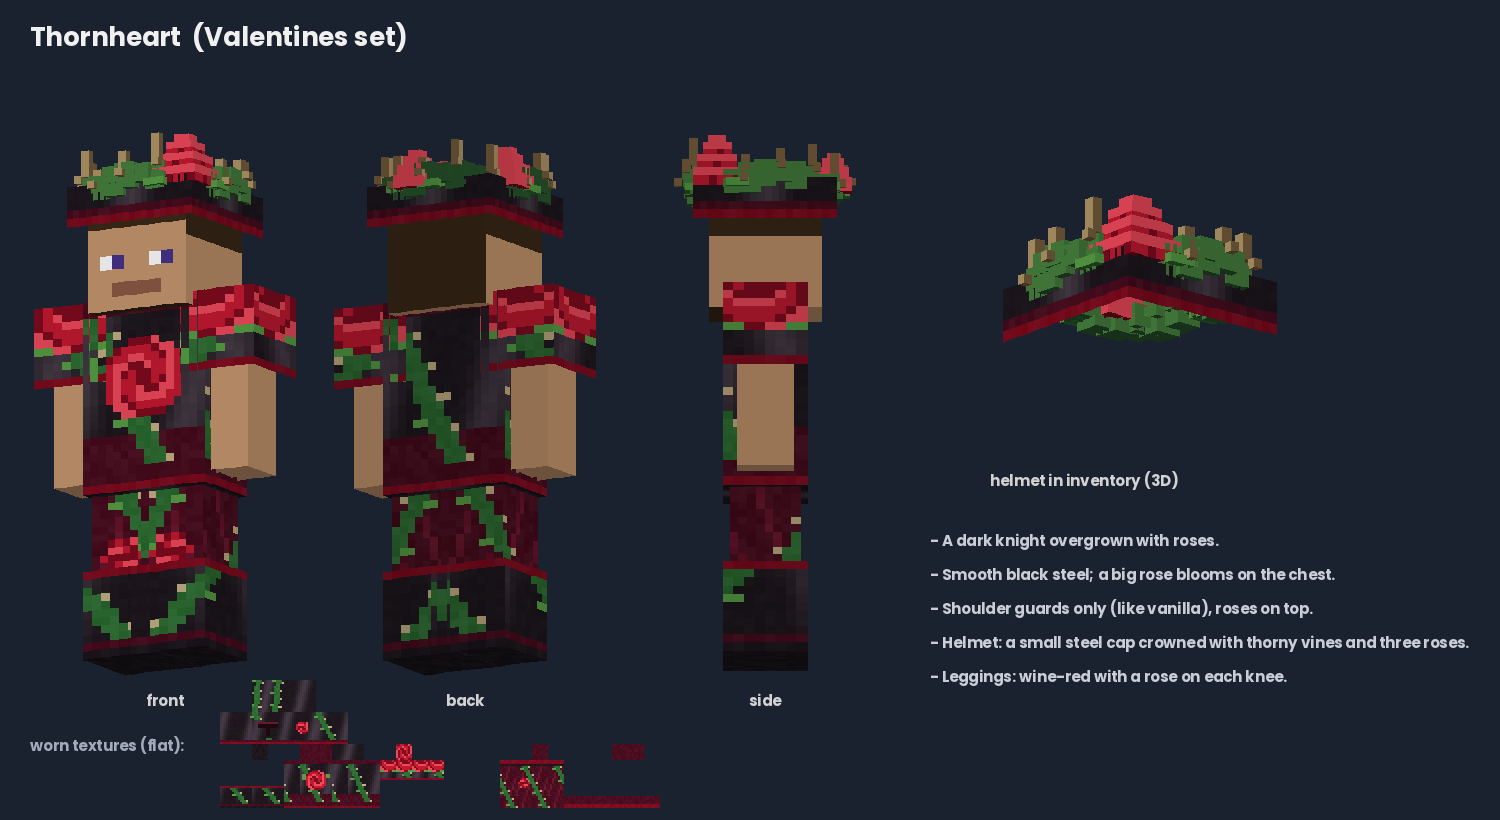 Thornheart (Valentines set)
helmet in inventory (3D)
- A dark knight overgrown with roses.
- Smooth black steel; a big rose blooms on the chest.
- Shoulder guards only (like vanilla), roses on top.
- Helmet: a small steel cap crowned with thorny vines and three roses.
- Leggings: wine-red with a rose on each knee.
front
back
side
worn textures (flat):